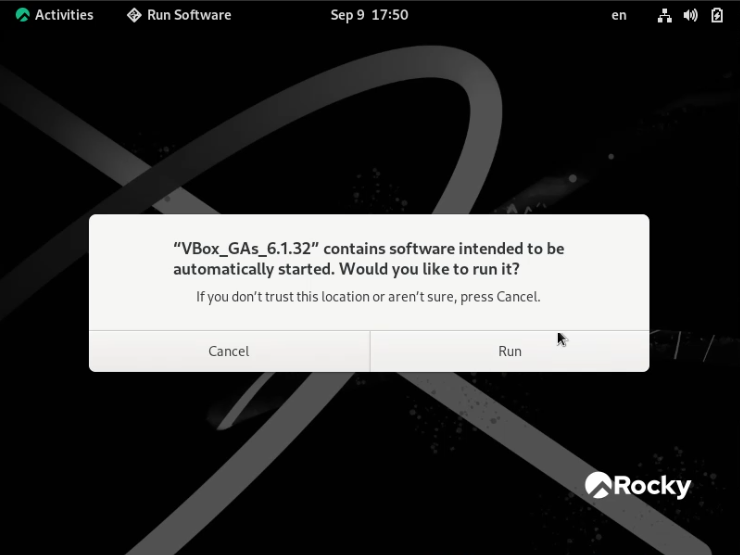 Activities
Run Software
Sep 9 17:50
en
“VBox_GAs_6.1.32” contains software intended to be
automatically started. Would you like to run it?
If you don’t trust this location or aren’t sure, press Cancel.
Cancel
Run
Rocky